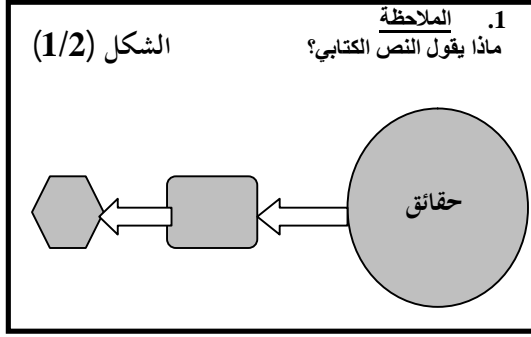 1. الملاحظة
ماذا يقول النص الكتابي؟
الشكل (1/2)
حقائق